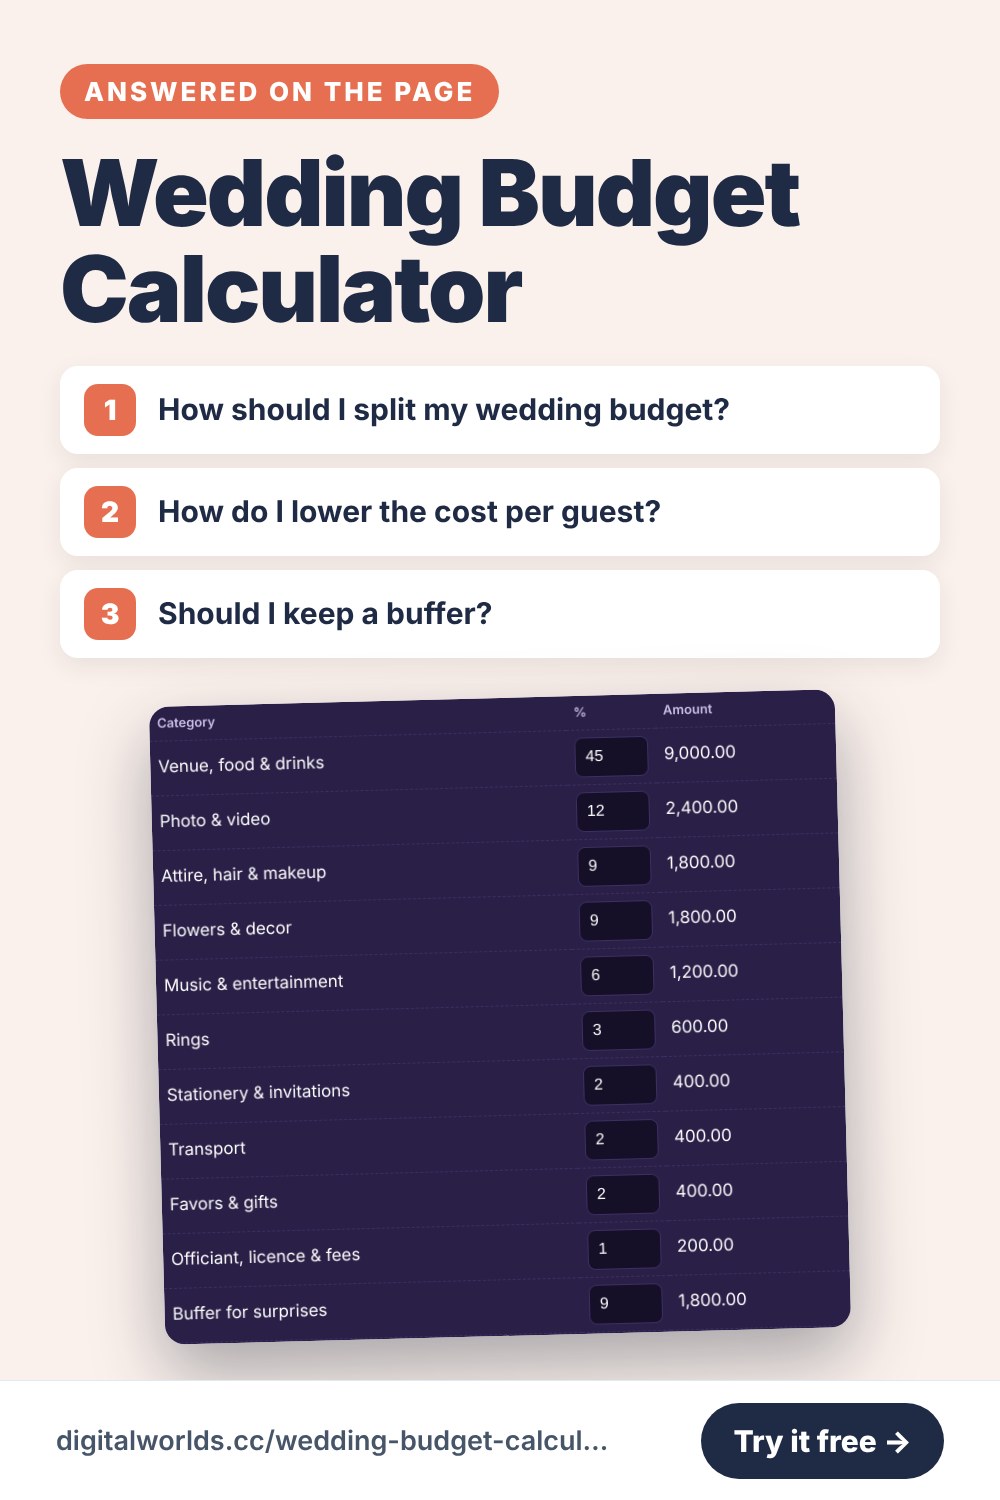 ANSWERED ON THE PAGE
Wedding Budget
Calculator
1 How should I split my wedding budget?
2 How do I lower the cost per guest?
3 Should I keep a buffer?
Category % Amount
Venue, food & drinks 45 9,000.00
Photo & video 12 2,400.00
Attire, hair & makeup 9 1,800.00
Flowers & decor 9 1,800.00
Music & entertainment 6 1,200.00
Rings 3 600.00
Stationery & invitations 2 400.00
Transport 2 400.00
Favors & gifts 2 400.00
Officiant, licence & fees 1 200.00
Buffer for surprises 9 1,800.00
digitalworlds.cc/wedding-budget-calcul... Try it free →